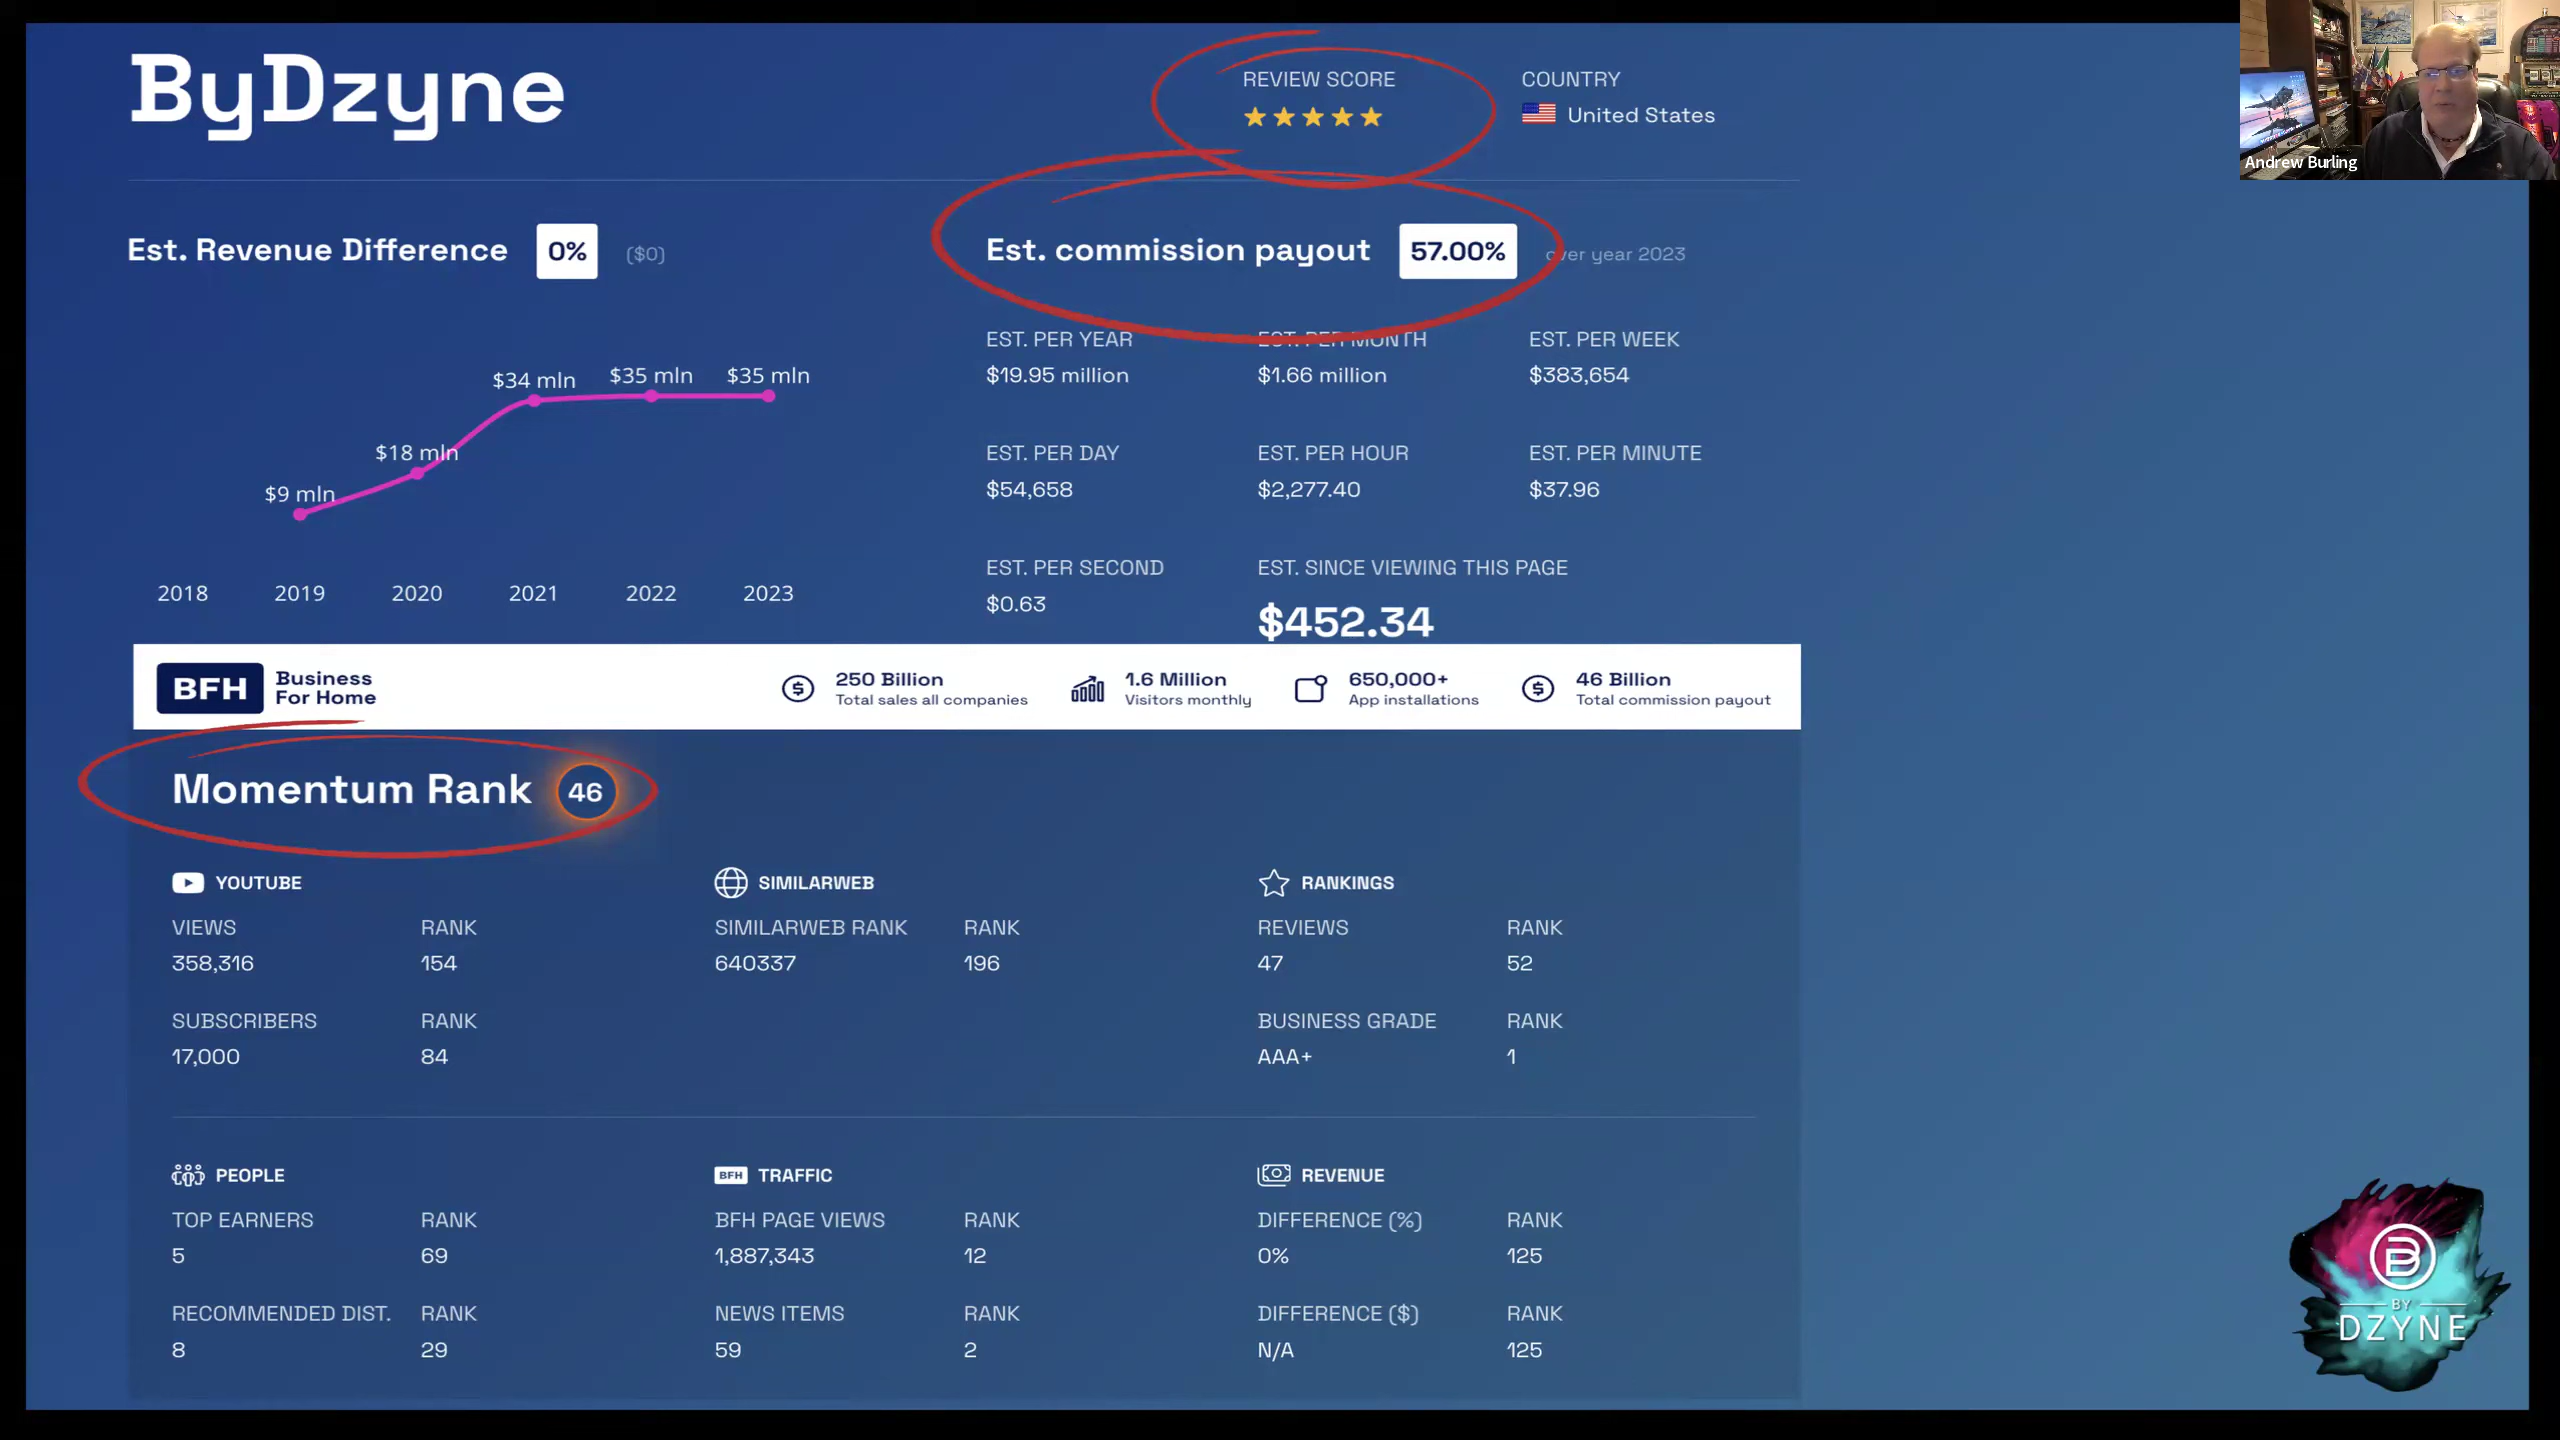 ByDzyne
REVIEW SCORE
COUNTRY
United States
Andrew Burling
Est. Revenue Difference 0% ($0)
$9 mln
$18 mln
$34 mln
$35 mln
$35 mln
2018 2019 2020 2021 2022 2023
Est. commission payout 57.00% over year 2023
EST. PER YEAR EST. PER MONTH EST. PER WEEK
$19.95 million $1.66 million $383,654
EST. PER DAY EST. PER HOUR EST. PER MINUTE
$54,658 $2,277.40 $37.96
EST. PER SECOND EST. SINCE VIEWING THIS PAGE
$0.63 $452.34
BFH Business
For Home
250 Billion
Total sales all companies
1.6 Million
Visitors monthly
650,000+
App installations
46 Billion
Total commission payout
Momentum Rank 46
YOUTUBE
VIEWS RANK
358,316 154
SUBSCRIBERS RANK
17,000 84
SIMILARWEB
SIMILARWEB RANK RANK
640337 196
RANKINGS
REVIEWS RANK
47 52
BUSINESS GRADE RANK
AAA+ 1
PEOPLE
TOP EARNERS RANK
5 69
RECOMMENDED DIST. RANK
8 29
BFH TRAFFIC
BFH PAGE VIEWS RANK
1,887,343 12
NEWS ITEMS RANK
59 2
REVENUE
DIFFERENCE (%) RANK
0% 125
DIFFERENCE ($) RANK
N/A 125
B
BY
DZYNE